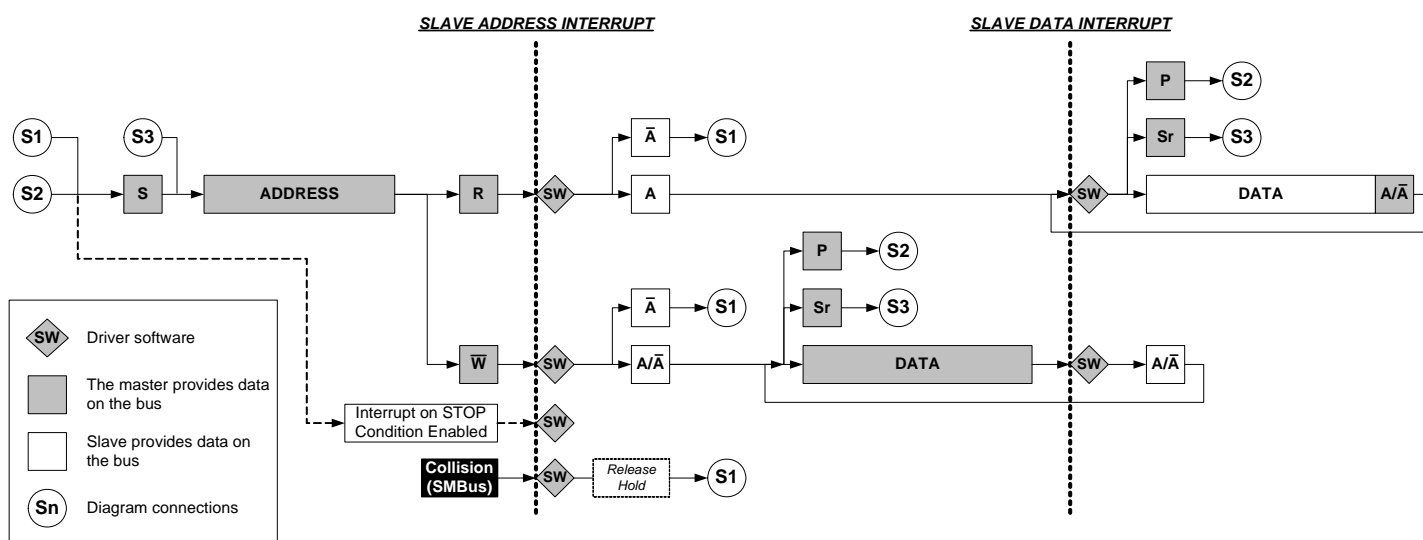 SLAVE ADDRESS INTERRUPT
SLAVE DATA INTERRUPT
P
S2
S1
S3
A̅
S1
Sr
S3
S2
S
ADDRESS
R
SW
A
SW
DATA
A/A̅
P
S2
A̅
S1
Sr
S3
W̅
SW
A/A̅
DATA
SW
A/A̅
SW
Driver software
The master provides data
on the bus
Slave provides data on
the bus
Sn
Diagram connections
Interrupt on STOP
Condition Enabled
SW
Collision
(SMBus)
SW
Release
Hold
S1